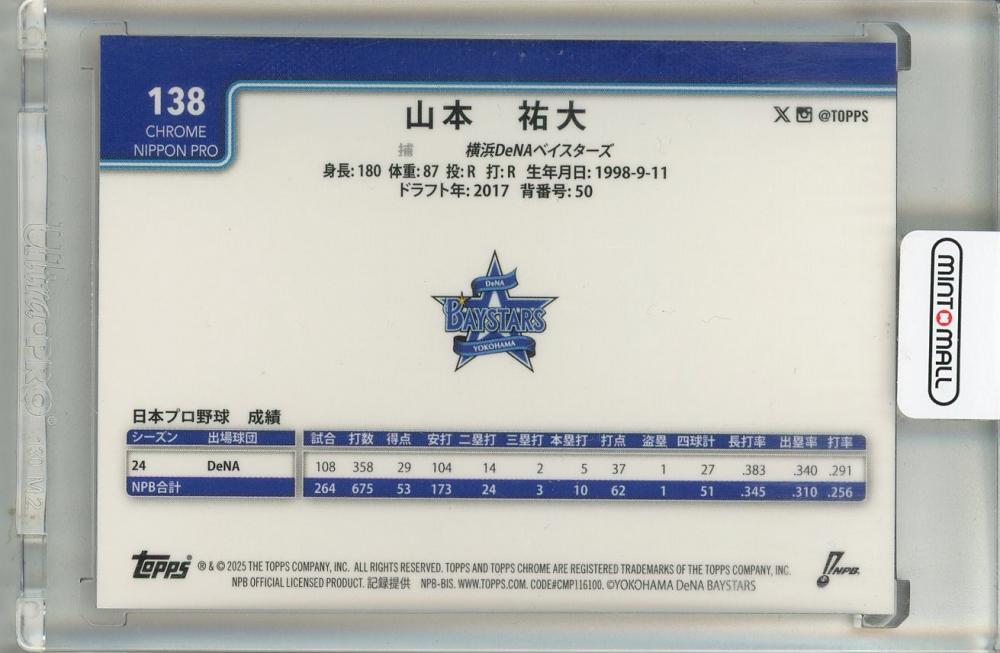 138
CHROME
NIPPON PRO
山本 祐大
@TOPPS
捕 横浜DeNAベイスターズ
身長: 180 体重: 87 投: R 打: R 生年月日: 1998-9-11
ドラフト年: 2017 背番号: 50
DeNA
BAYSTARS
YOKOHAMA
MINTOMALL
Ultra·PRO®
130 M2
日本プロ野球 成績
シーズン 出場球団 試合 打数 得点 安打 二塁打 三塁打 本塁打 打点 盗塁 四球計 長打率 出塁率 打率
24 DeNA 108 358 29 104 14 2 5 37 1 27 .383 .340 .291
NPB合計 264 675 53 173 24 3 10 62 1 51 .345 .310 .256
topps ® & © 2025 THE TOPPS COMPANY, INC. ALL RIGHTS RESERVED. TOPPS AND TOPPS CHROME ARE REGISTERED TRADEMARKS OF THE TOPPS COMPANY, INC.
NPB OFFICIAL LICENSED PRODUCT. 記録提供 NPB-BIS. WWW.TOPPS.COM. CODE#CMP116100. ©YOKOHAMA DeNA BAYSTARS
NPB.